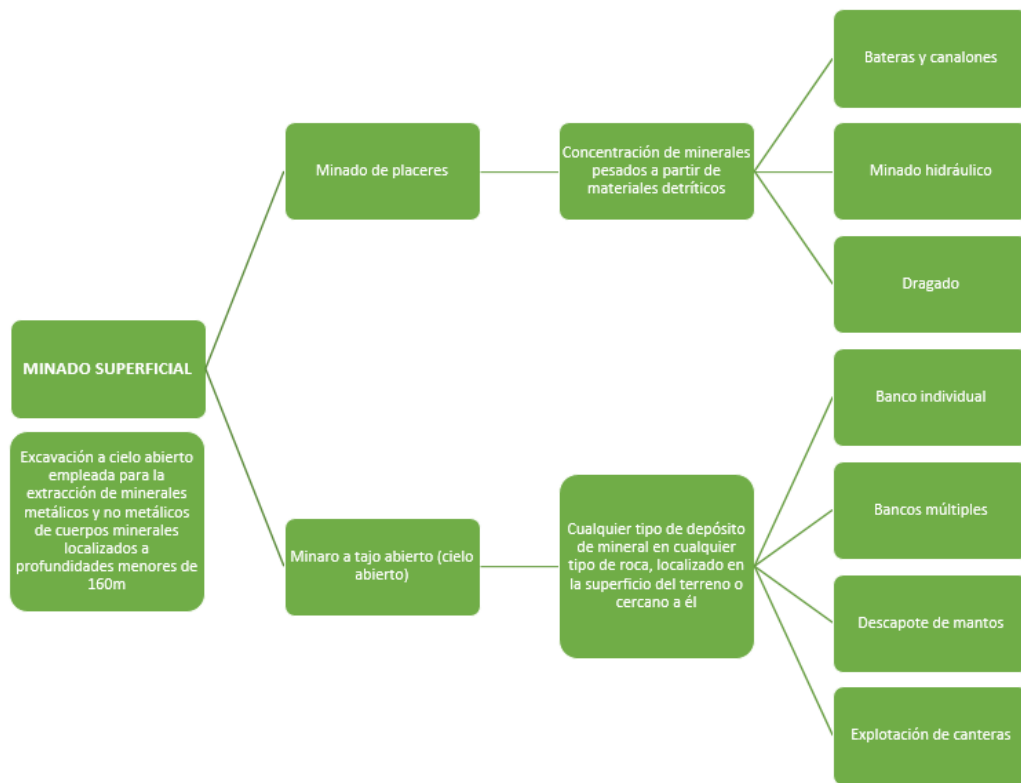 MINADO SUPERFICIAL
Excavación a cielo abierto
empleada para la
extracción de minerales
metálicos y no metálicos
de cuerpos minerales
localizados a
profundidades menores de
160m
Minado de placeres
Concentración de minerales
pesados a partir de
materiales detríticos
Bateras y canalones
Minado hidráulico
Dragado
Minaro a tajo abierto (cielo
abierto)
Cualquier tipo de depósito
de mineral en cualquier
tipo de roca, localizado en
la superficio del terreno o
cercano a él
Banco individual
Bancos múltiples
Descapote de mantos
Explotación de canteras